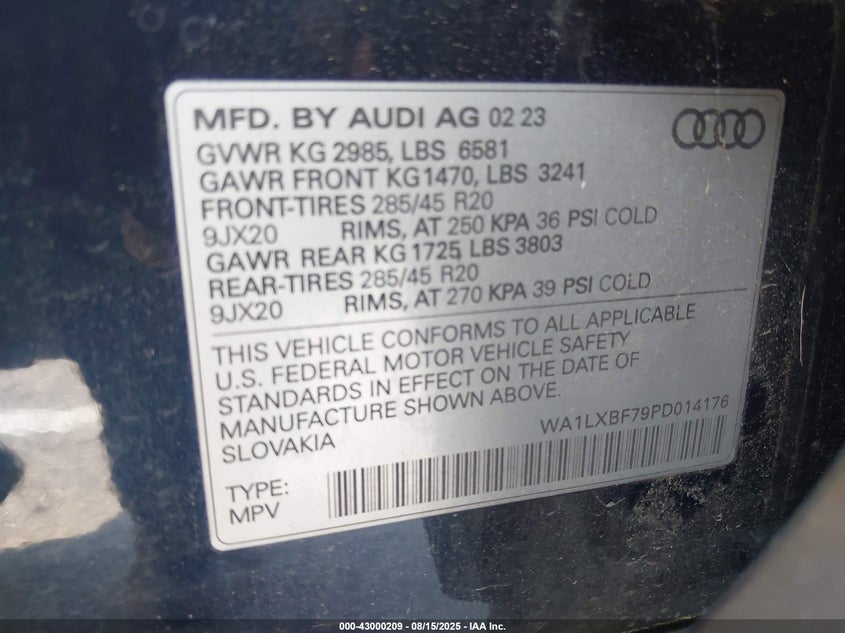 MFD. BY AUDI AG 02 23
GVWR KG 2985, LBS 6581
GAWR FRONT KG1470, LBS 3241
FRONT-TIRES 285/45 R20
9JX20 RIMS, AT 250 KPA 36 PSI COLD
GAWR REAR KG 1725 LBS 3803
REAR-TIRES 285/45 R20
9JX20 RIMS, AT 270 KPA 39 PSI COLD
THIS VEHICLE CONFORMS TO ALL APPLICABLE
U.S. FEDERAL MOTOR VEHICLE SAFETY
STANDARDS IN EFFECT ON THE DATE OF
MANUFACTURE SHOWN ABOVE.
SLOVAKIA
WA1LXBF79PD014176
TYPE:
MPV
000-43000209 - 08/15/2025 - IAA Inc.